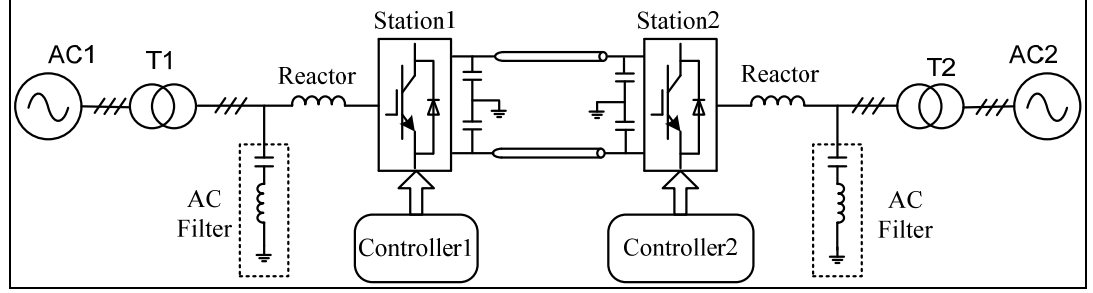 Station1
Station2
AC1
T1
Reactor
Reactor
T2
AC2
AC
Filter
AC
Filter
Controller1
Controller2